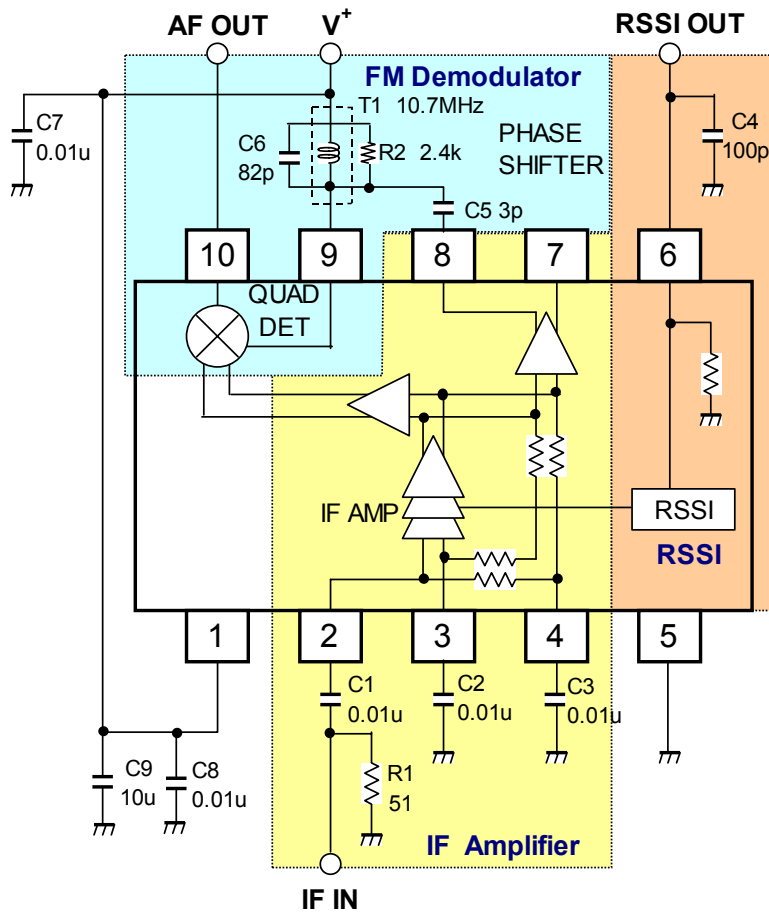 AF OUT
V+
RSSI OUT
FM Demodulator
T1 10.7MHz
C7
0.01u
C6
82p
R2 2.4k
PHASE
SHIFTER
C4
100p
C5 3p
10
9
8
7
6
QUAD
DET
IF AMP
RSSI
RSSI
1
2
3
4
5
C1
0.01u
C2
0.01u
C3
0.01u
C9
10u
C8
0.01u
R1
51
IF Amplifier
IF IN